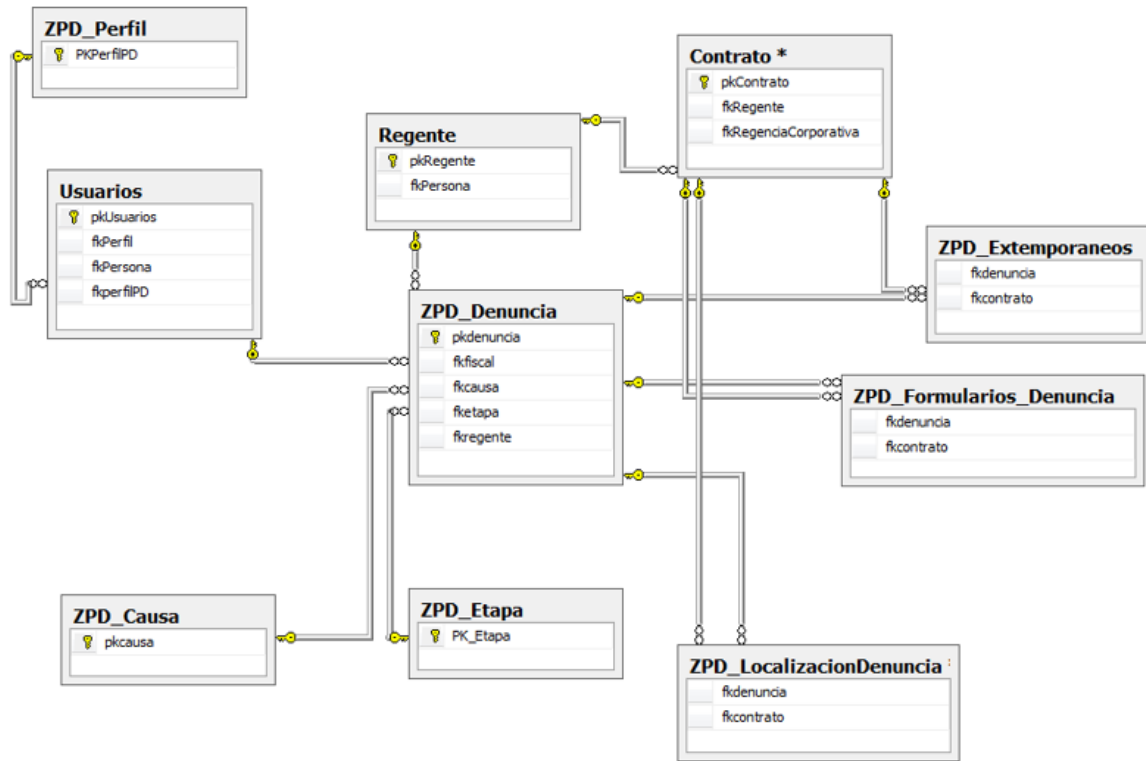 ZPD_Perfil
PKPerfilPD
Contrato *
pkContrato
fkRegente
fkRegenciaCorporativa
Regente
pkRegente
fkPersona
Usuarios
pkUsuarios
fkPerfil
fkPersona
fkperfilPD
ZPD_Extemporaneos
fkdenuncia
fkcontrato
ZPD_Denuncia
pkdenuncia
fkfiscal
fkcausa
fketapa
fkregente
ZPD_Formularios_Denuncia
fkdenuncia
fkcontrato
ZPD_Causa
pkcausa
ZPD_Etapa
PK_Etapa
ZPD_LocalizacionDenuncia
fkdenuncia
fkcontrato